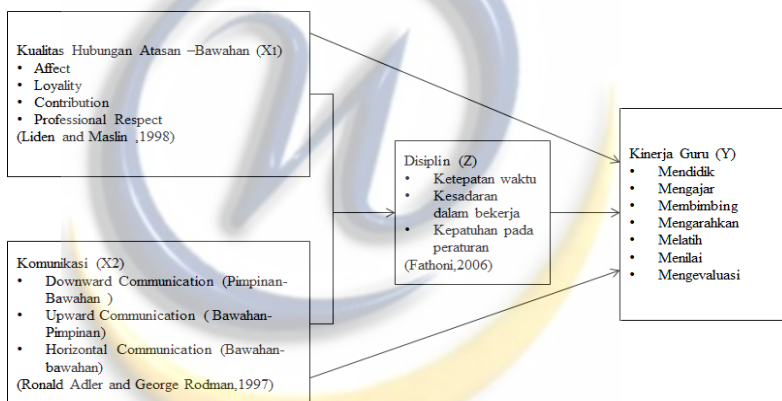 Kualitas Hubungan Atasan –Bawahan (X1)
• Affect
• Loyality
• Contribution
• Professional Respect
(Liden and Maslin ,1998)
Komunikasi (X2)
• Downward Communication (Pimpinan-
Bawahan )
• Upward Communication ( Bawahan-
Pimpinan)
• Horizontal Communication (Bawahan-
bawahan)
(Ronald Adler and George Rodman,1997)
Disiplin (Z)
• Ketepatan waktu
• Kesadaran
dalam bekerja
• Kepatuhan pada
peraturan
(Fathoni,2006)
Kinerja Guru (Y)
• Mendidik
• Mengajar
• Membimbing
• Mengarahkan
• Melatih
• Menilai
• Mengevaluasi